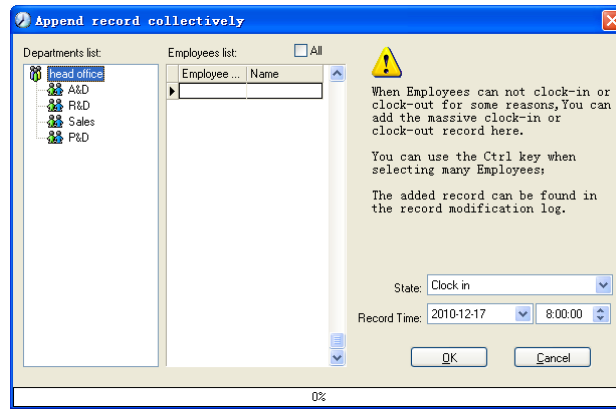 Append record collectively
Departments list:
head office
A&D
R&D
Sales
P&D
Employees list:
All
Employee ... Name
When Employees can not clock-in or
clock-out for some reasons,You can
add the massive clock-in or
clock-out record here.
You can use the Ctrl key when
selecting many Employees;
The added record can be found in
the record modification log.
State: Clock in
Record Time: 2010-12-17 8:00:00
OK Cancel
0%